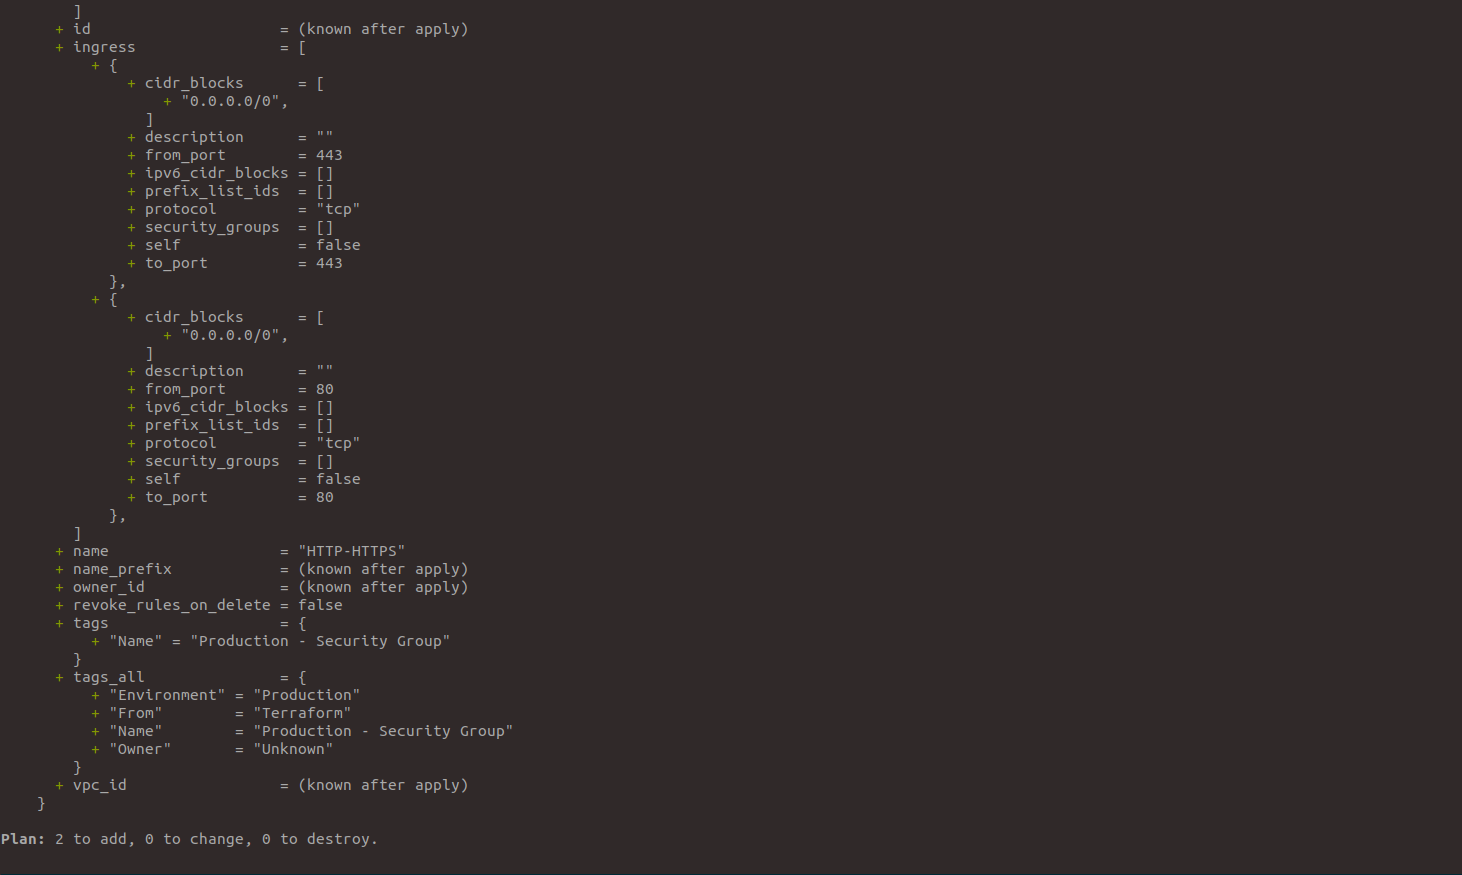 ]
      + id                     = (known after apply)
      + ingress                = [
          + {
              + cidr_blocks      = [
                  + "0.0.0.0/0",
                ]
              + description      = ""
              + from_port        = 443
              + ipv6_cidr_blocks = []
              + prefix_list_ids  = []
              + protocol         = "tcp"
              + security_groups  = []
              + self             = false
              + to_port          = 443
            },
          + {
              + cidr_blocks      = [
                  + "0.0.0.0/0",
                ]
              + description      = ""
              + from_port        = 80
              + ipv6_cidr_blocks = []
              + prefix_list_ids  = []
              + protocol         = "tcp"
              + security_groups  = []
              + self             = false
              + to_port          = 80
            },
        ]
      + name                   = "HTTP-HTTPS"
      + name_prefix            = (known after apply)
      + owner_id               = (known after apply)
      + revoke_rules_on_delete = false
      + tags                   = {
          + "Name" = "Production - Security Group"
        }
      + tags_all               = {
          + "Environment" = "Production"
          + "From"        = "Terraform"
          + "Name"        = "Production - Security Group"
          + "Owner"       = "Unknown"
        }
      + vpc_id                 = (known after apply)
    }
Plan: 2 to add, 0 to change, 0 to destroy.